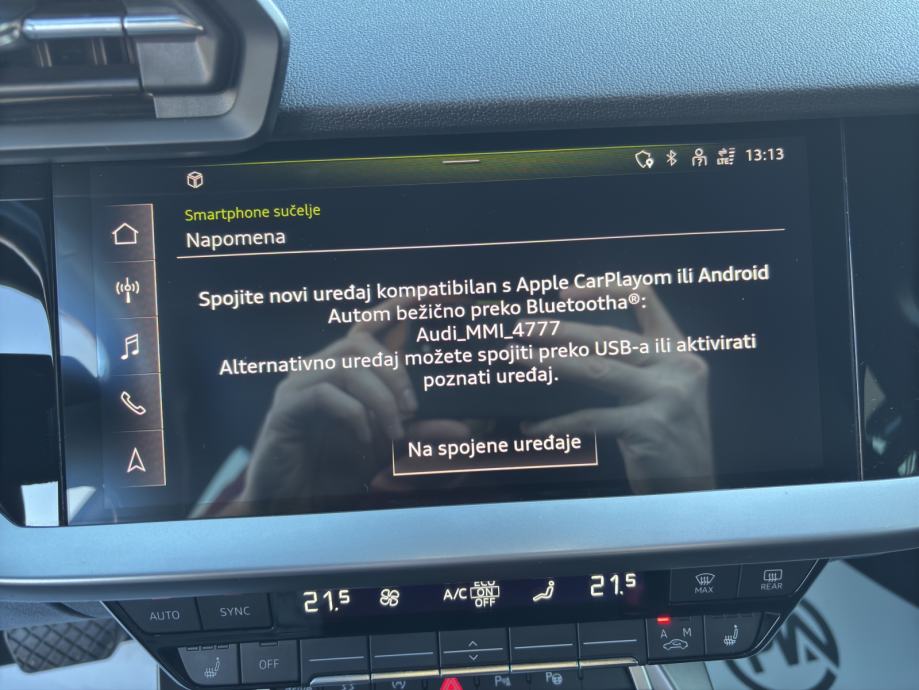 LTE 13:13
Smartphone sučelje
Napomena
Spojite novi uređaj kompatibilan s Apple CarPlayom ili Android
Autom bežično preko Bluetootha®:
Audi_MMI_4777
Alternativno uređaj možete spojiti preko USB-a ili aktivirati
poznati uređaj.
Na spojene uređaje
AUTO SYNC 21.5 A/C ECO ON OFF 21.5 MAX REAR
OFF A M